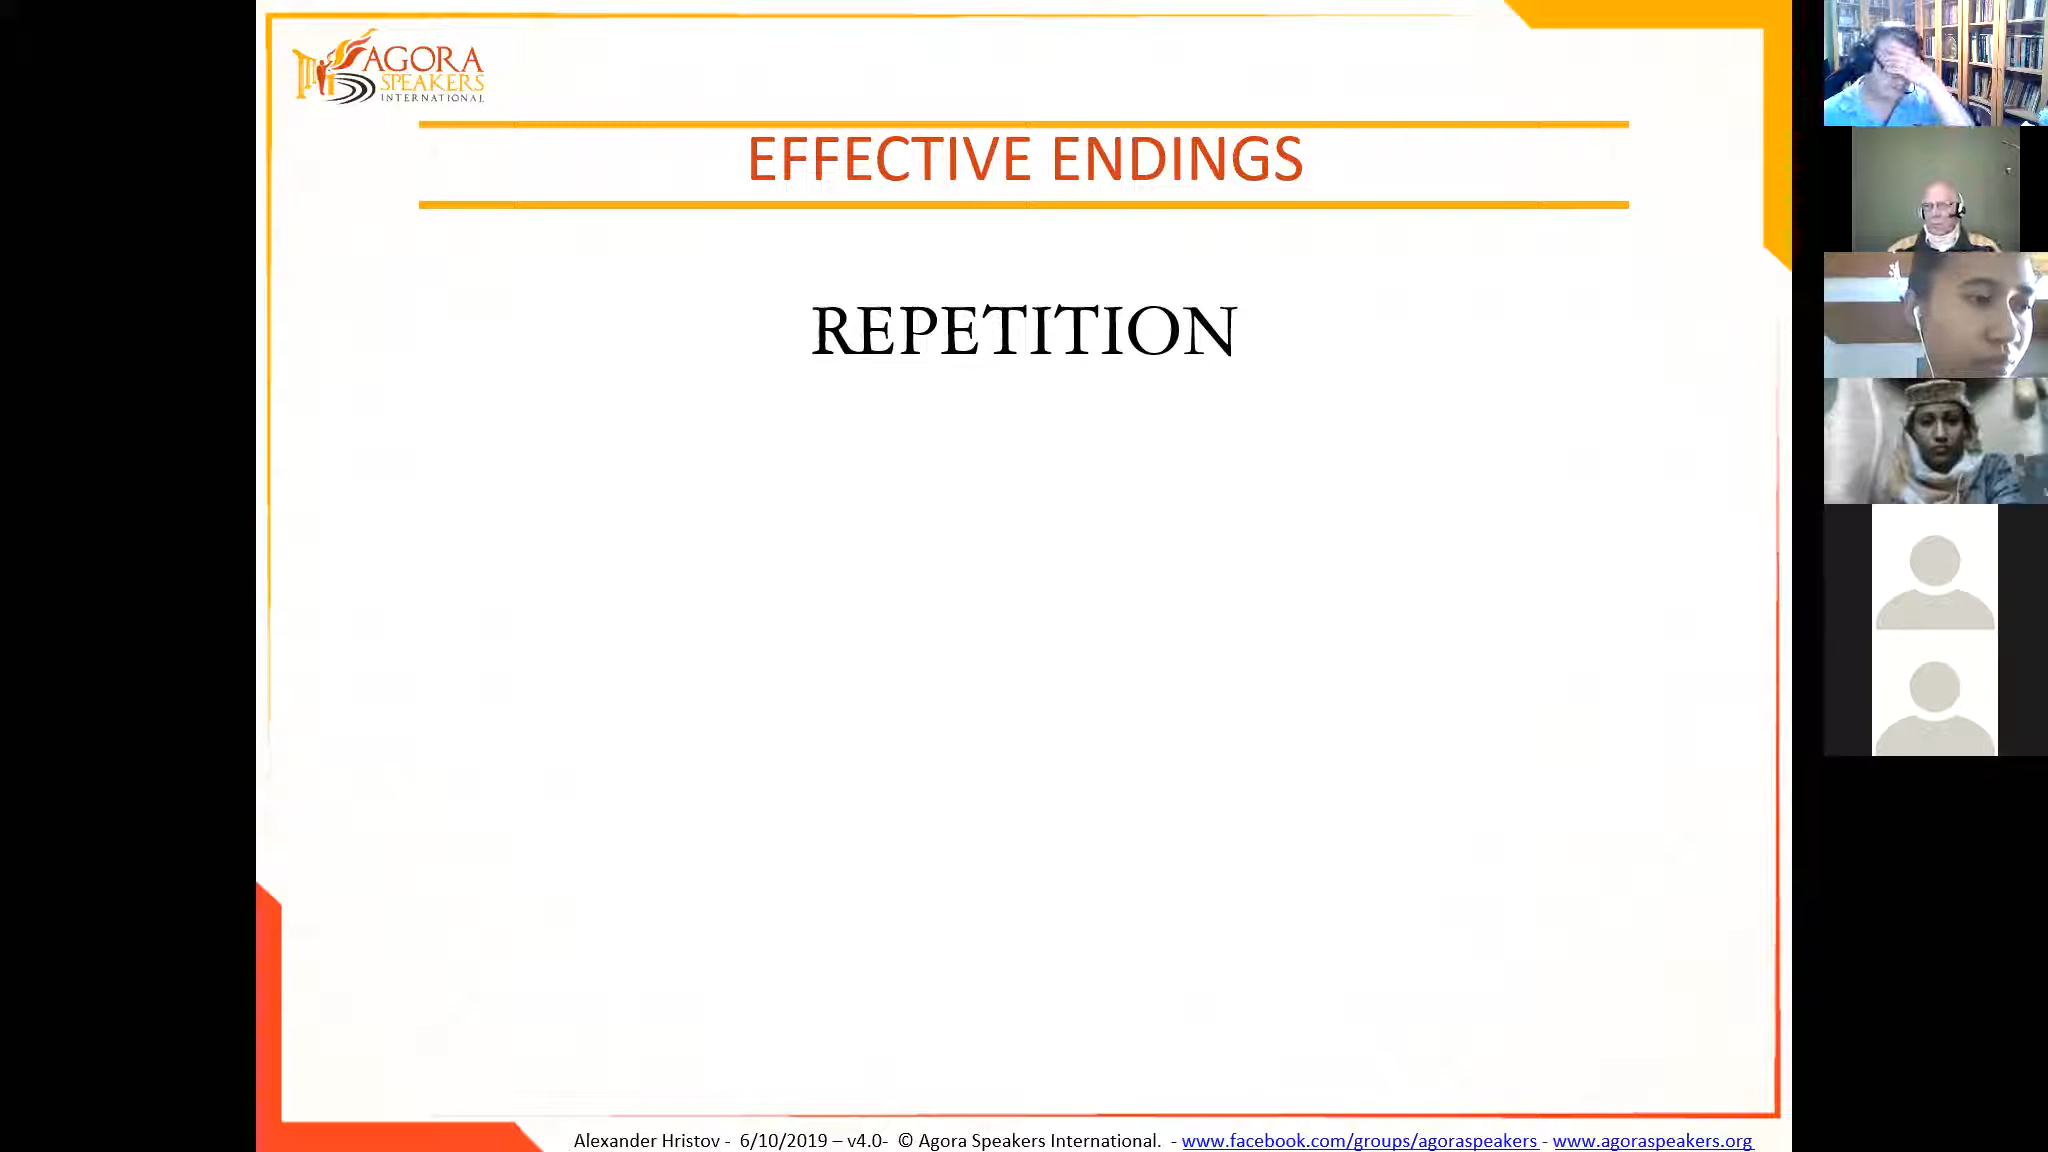 AGORA
SPEAKERS
INTERNATIONAL
EFFECTIVE ENDINGS
REPETITION
Alexander Hristov - 6/10/2019 – v4.0- © Agora Speakers International. - www.facebook.com/groups/agoraspeakers - www.agoraspeakers.org